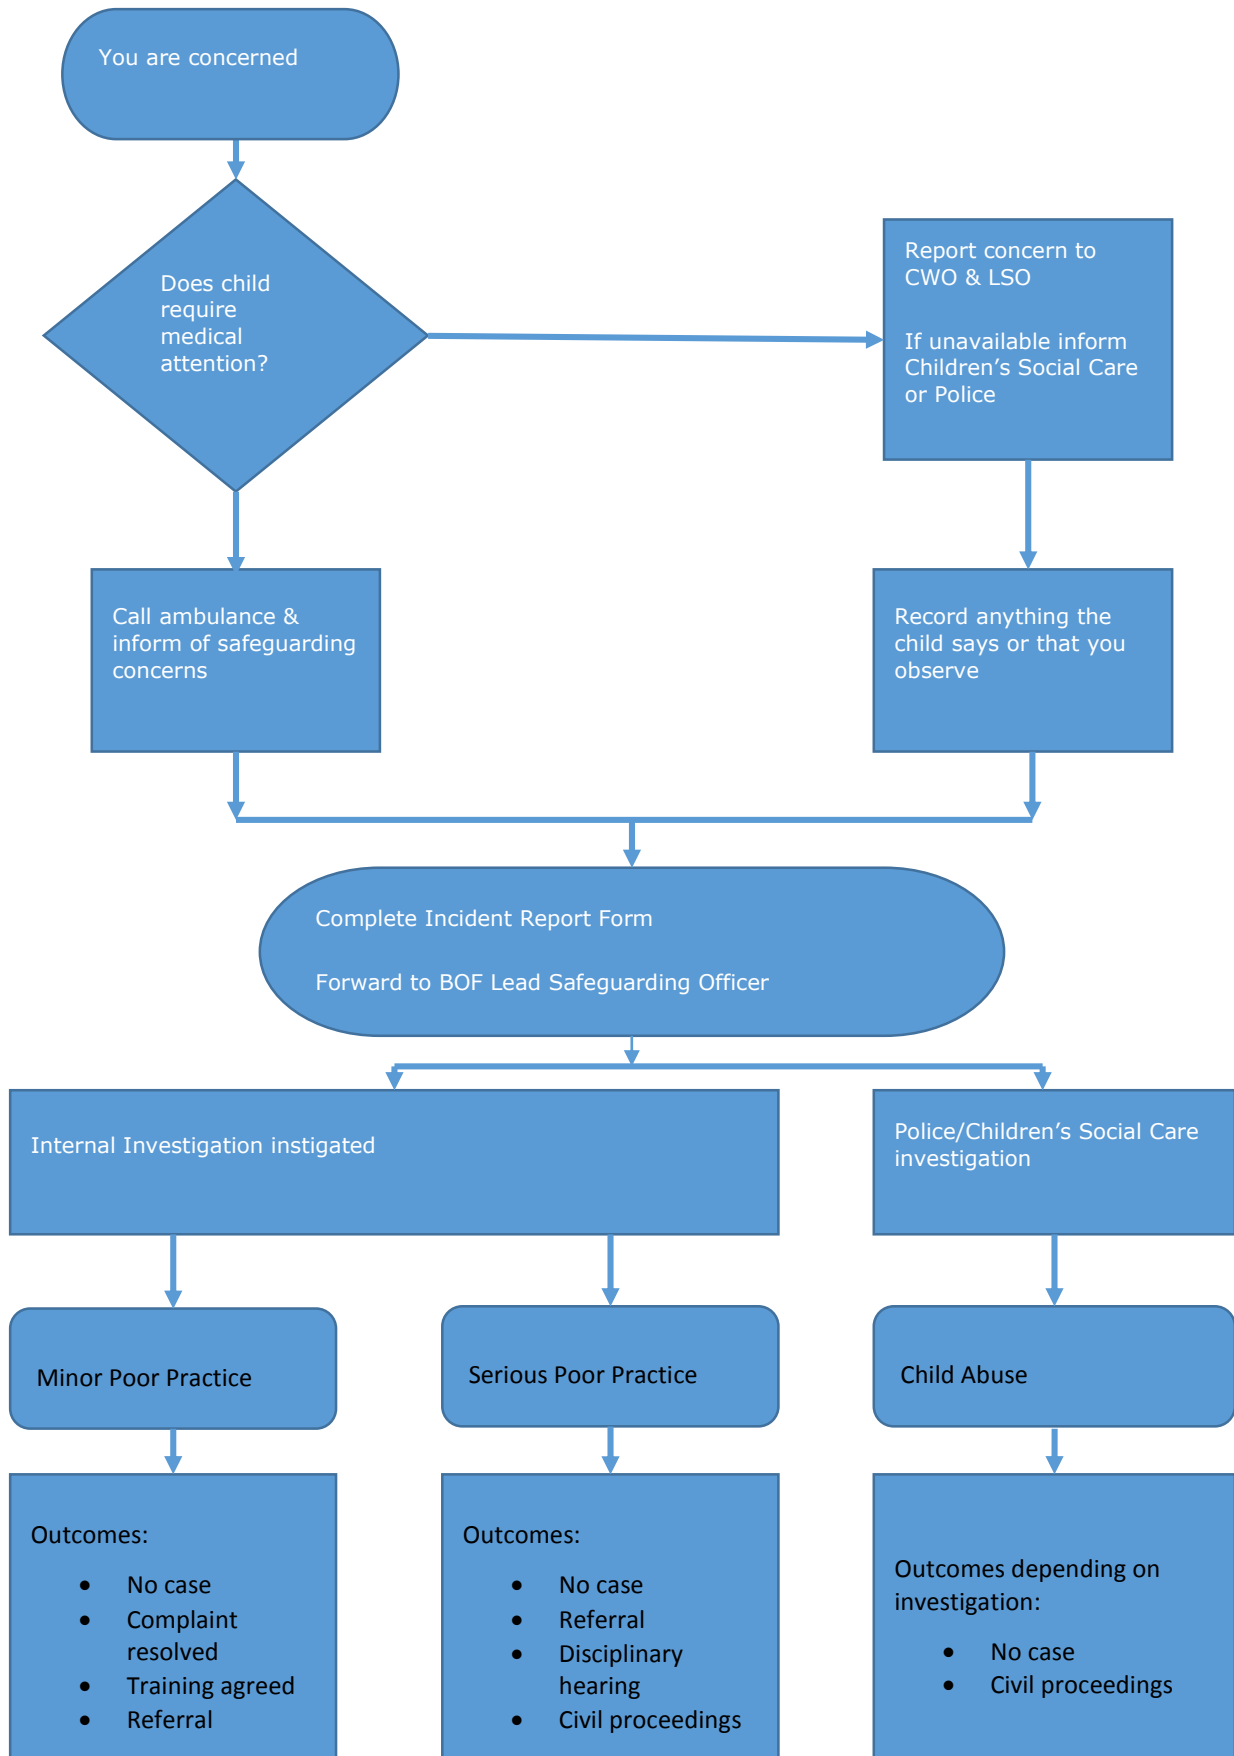 You are concerned
Does child
require
medical
attention?
Report concern to
CWO & LSO
If unavailable inform
Children’s Social Care
or Police
Call ambulance &
inform of safeguarding
concerns
Record anything the
child says or that you
observe
Complete Incident Report Form
Forward to BOF Lead Safeguarding Officer
Internal Investigation instigated
Police/Children’s Social Care
investigation
Minor Poor Practice
Serious Poor Practice
Child Abuse
Outcomes:
• No case
• Complaint
resolved
• Training agreed
• Referral
Outcomes:
• No case
• Referral
• Disciplinary
hearing
• Civil proceedings
Outcomes depending on
investigation:
• No case
• Civil proceedings